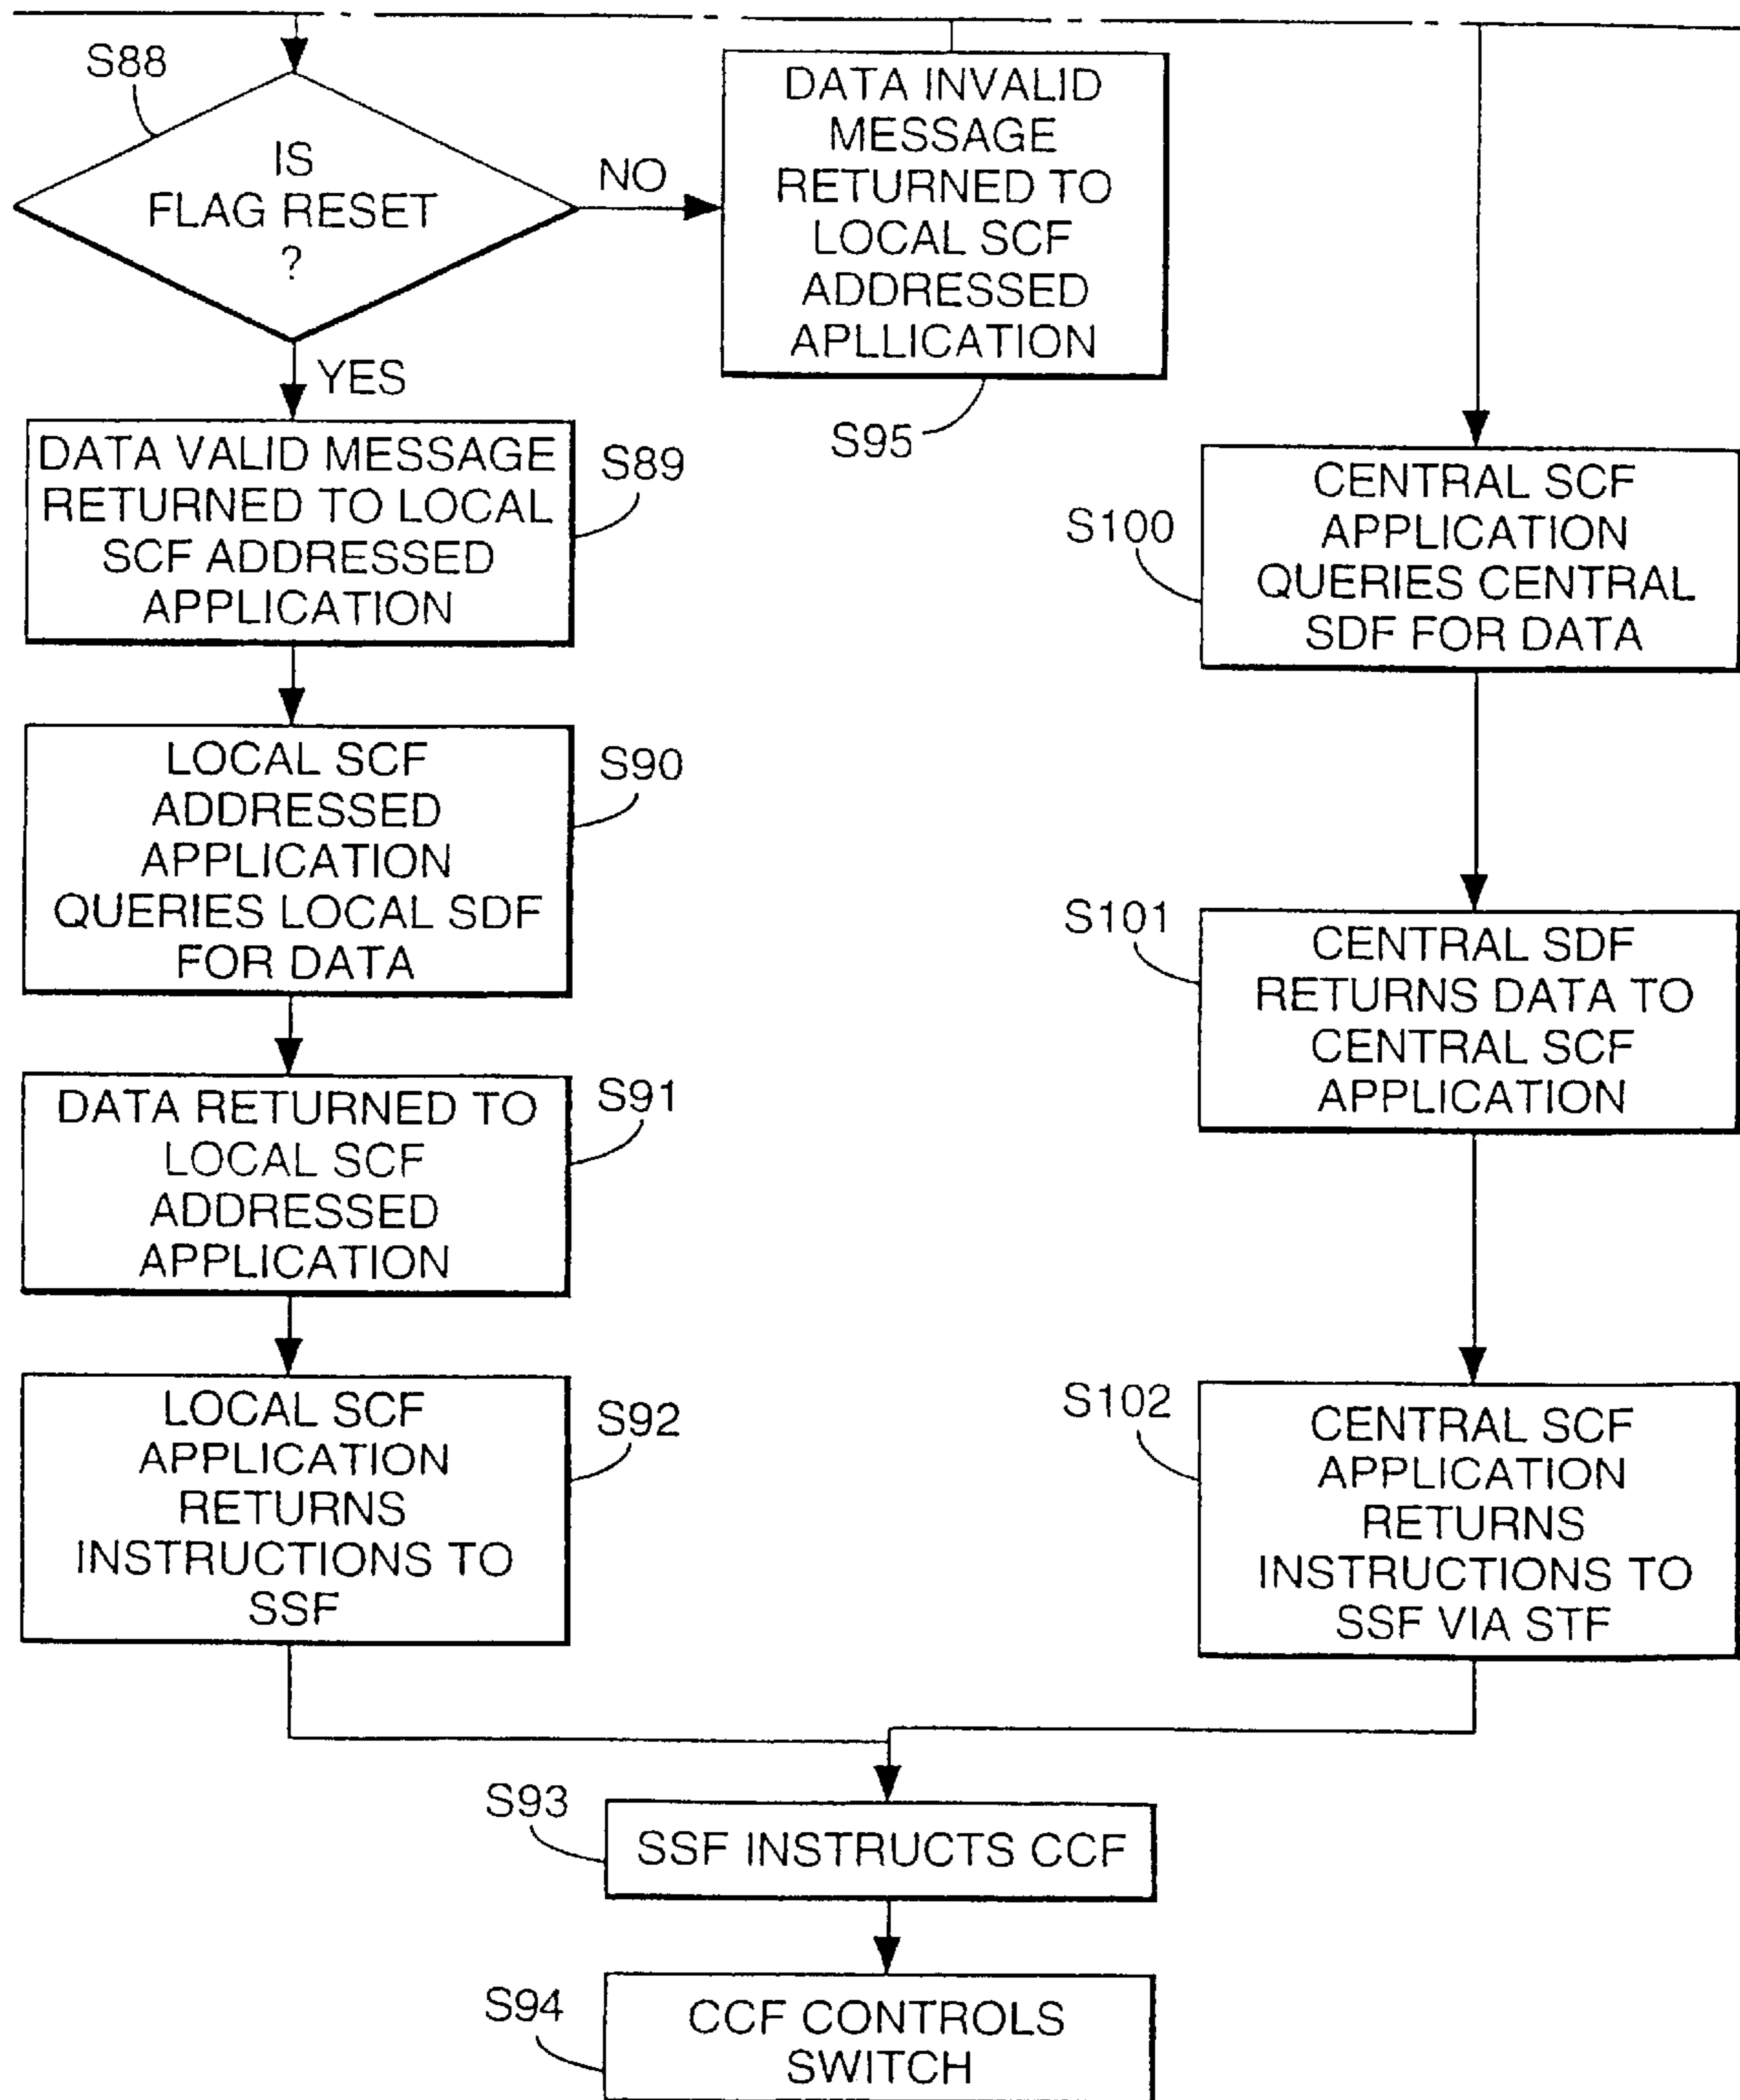 S88
IS
FLAG RESET
?
NO
YES
DATA INVALID
MESSAGE
RETURNED TO
LOCAL SCF
ADDRESSED
APLLICATION
S95
DATA VALID MESSAGE
RETURNED TO LOCAL
SCF ADDRESSED
APPLICATION
S89
LOCAL SCF
ADDRESSED
APPLICATION
QUERIES LOCAL SDF
FOR DATA
S90
DATA RETURNED TO
LOCAL SCF
ADDRESSED
APPLICATION
S91
LOCAL SCF
APPLICATION
RETURNS
INSTRUCTIONS TO
SSF
S92
S100
CENTRAL SCF
APPLICATION
QUERIES CENTRAL
SDF FOR DATA
S101
CENTRAL SDF
RETURNS DATA TO
CENTRAL SCF
APPLICATION
S102
CENTRAL SCF
APPLICATION
RETURNS
INSTRUCTIONS TO
SSF VIA STF
S93
SSF INSTRUCTS CCF
S94
CCF CONTROLS
SWITCH